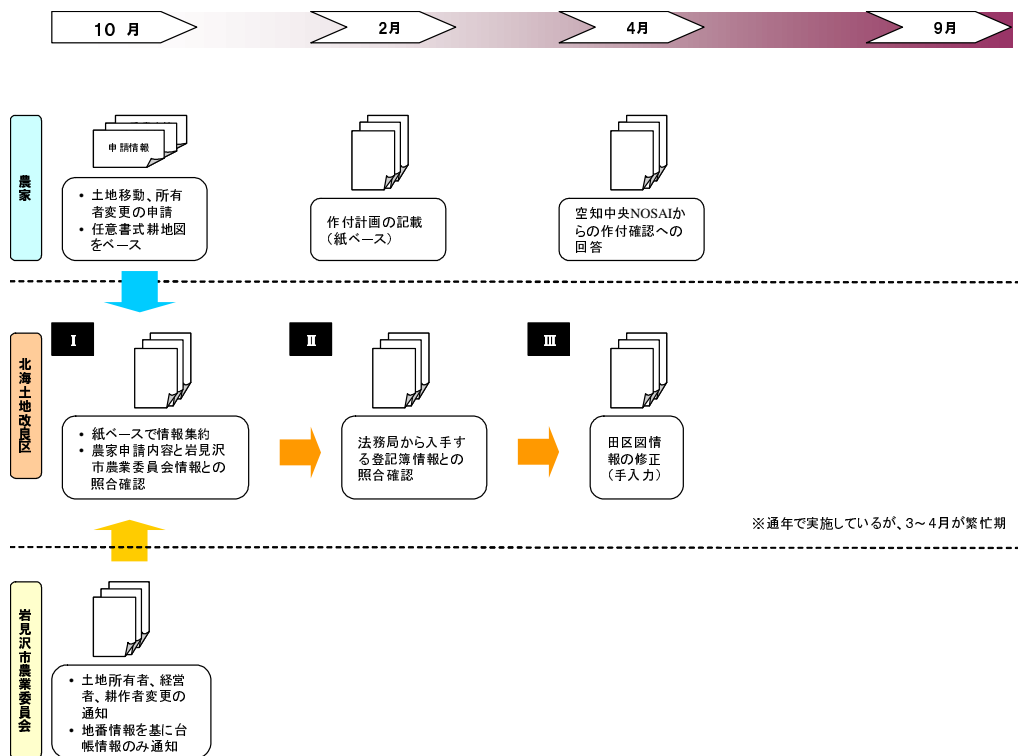 10 月
2月
4月
9月
農家
申請情報
• 土地移動、所有
者変更の申請
• 任意書式耕地図
をベース
作付計画の記載
（紙ベース）
空知中央NOSAIか
らの作付確認への
回答
北海土地改良区
Ⅰ
• 紙ベースで情報集約
• 農家申請内容と岩見沢
市農業委員会情報との
照合確認
Ⅱ
法務局から入手す
る登記簿情報との
照合確認
Ⅲ
田区図情
報の修正
（手入力）
※通年で実施しているが、3～4月が繁忙期
岩見沢市農業委員会
• 土地所有者、経営
者、耕作者変更の
通知
• 地番情報を基に台
帳情報のみ通知